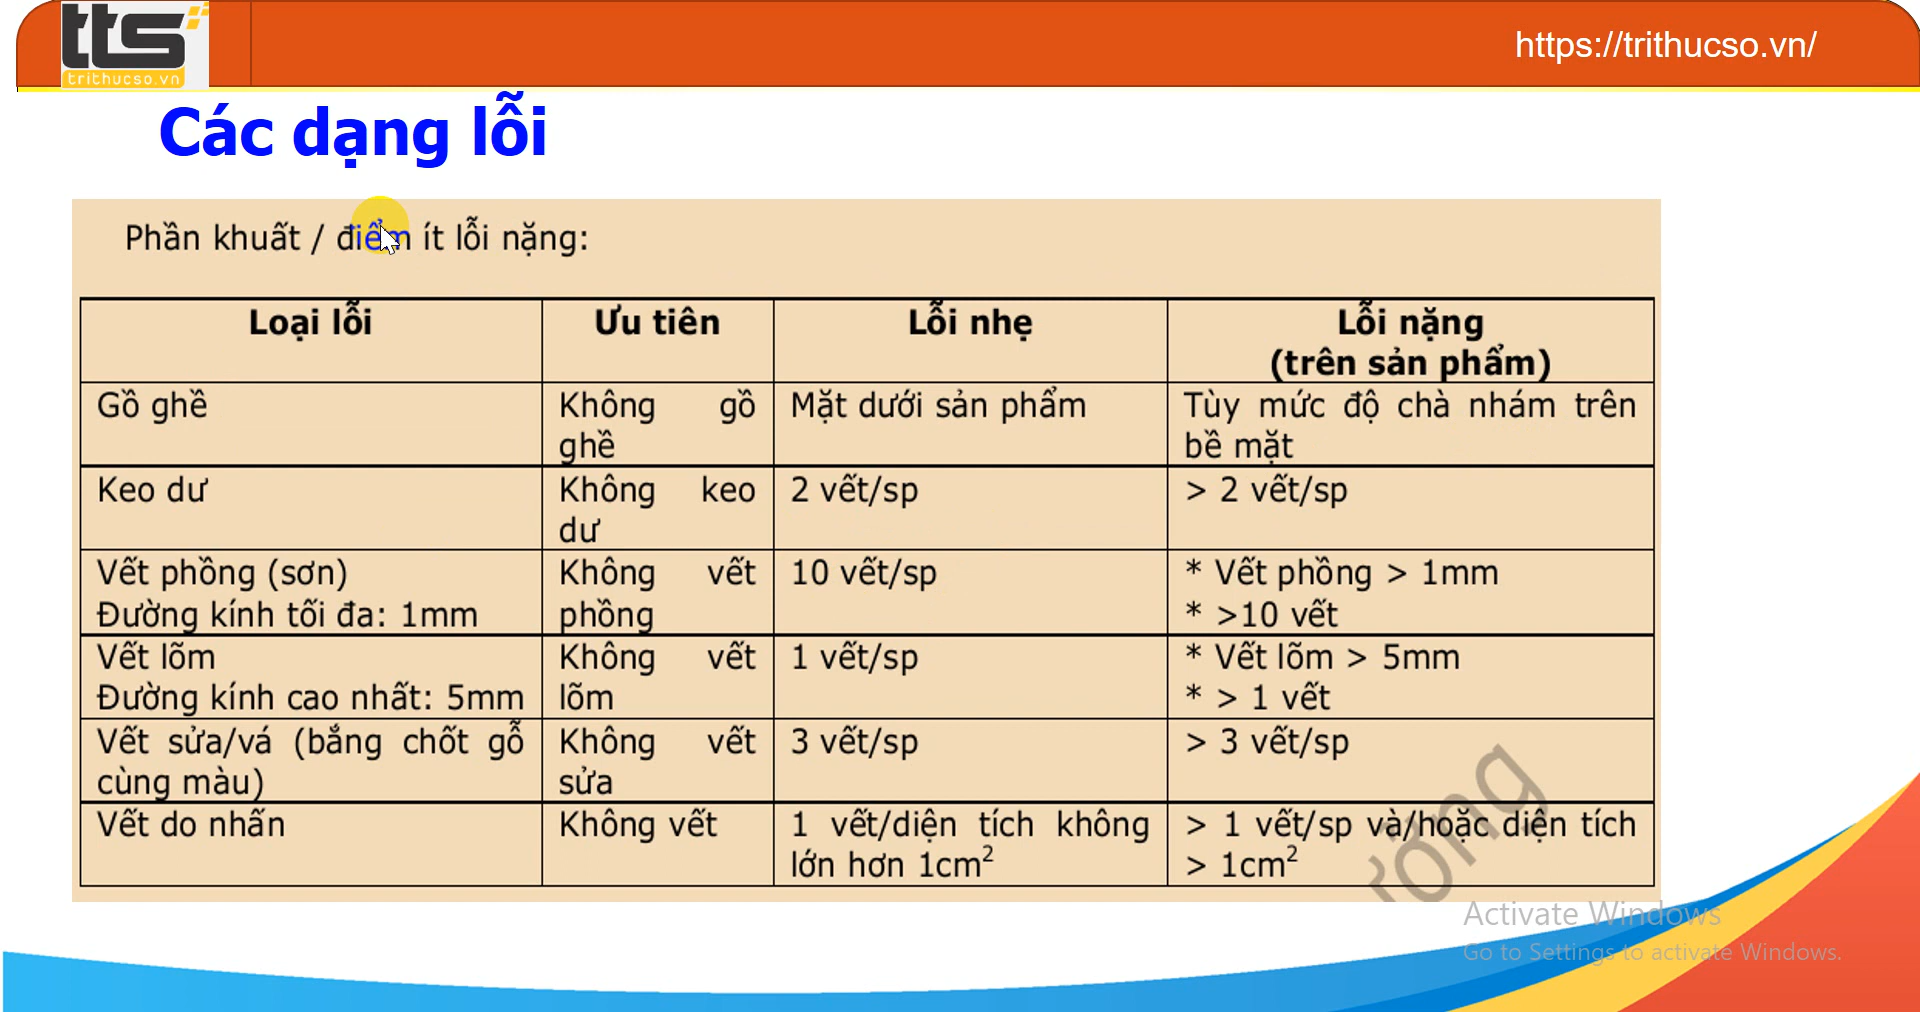 tts
trithucso.vn
https://trithucso.vn/
Các dạng lỗi
Phần khuất / điểm ít lỗi nặng:
Loại lỗi
Ưu tiên
Lỗi nhẹ
Lỗi nặng
(trên sản phẩm)
Gồ ghề
Không gồ
ghề
Mặt dưới sản phẩm
Tùy mức độ chà nhám trên
bề mặt
Keo dư
Không keo
dư
2 vết/sp
> 2 vết/sp
Vết phồng (sơn)
Đường kính tối đa: 1mm
Không vết
phồng
10 vết/sp
* Vết phồng > 1mm
* >10 vết
Vết lõm
Đường kính cao nhất: 5mm
Không vết
lõm
1 vết/sp
* Vết lõm > 5mm
* > 1 vết
Vết sửa/vá (bắng chốt gỗ
cùng màu)
Không vết
sửa
3 vết/sp
> 3 vết/sp
Vết do nhấn
Không vết
1 vết/diện tích không
lớn hơn 1cm²
> 1 vết/sp và/hoặc diện tích
> 1cm²
Activate Windows
Go to Settings to activate Windows.